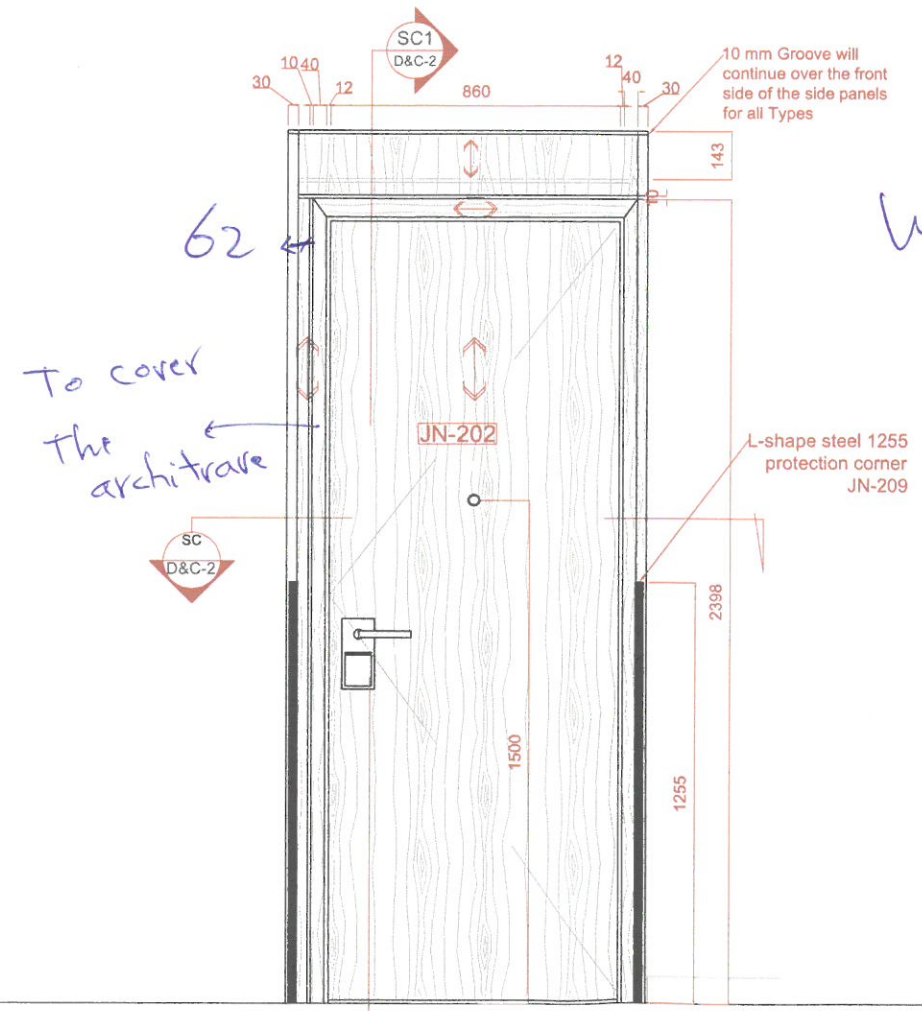 SC1
D&C-2
30
10
40
12
860
12
40
30
10 mm Groove will
continue over the front
side of the side panels
for all Types
143
10
62
To cover
The
architrave
JN-202
L-shape steel 1255
protection corner
JN-209
SC
D&C-2
2398
1500
1255